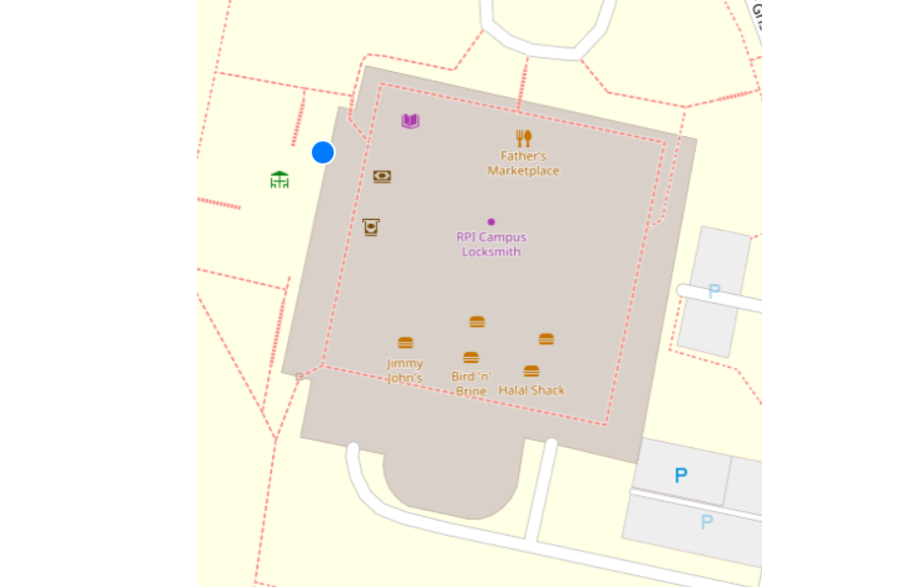 Father's
Marketplace
RPI Campus
Locksmith
Jimmy
John's
Bird 'n'
Brine
Halal Shack
P
P
P